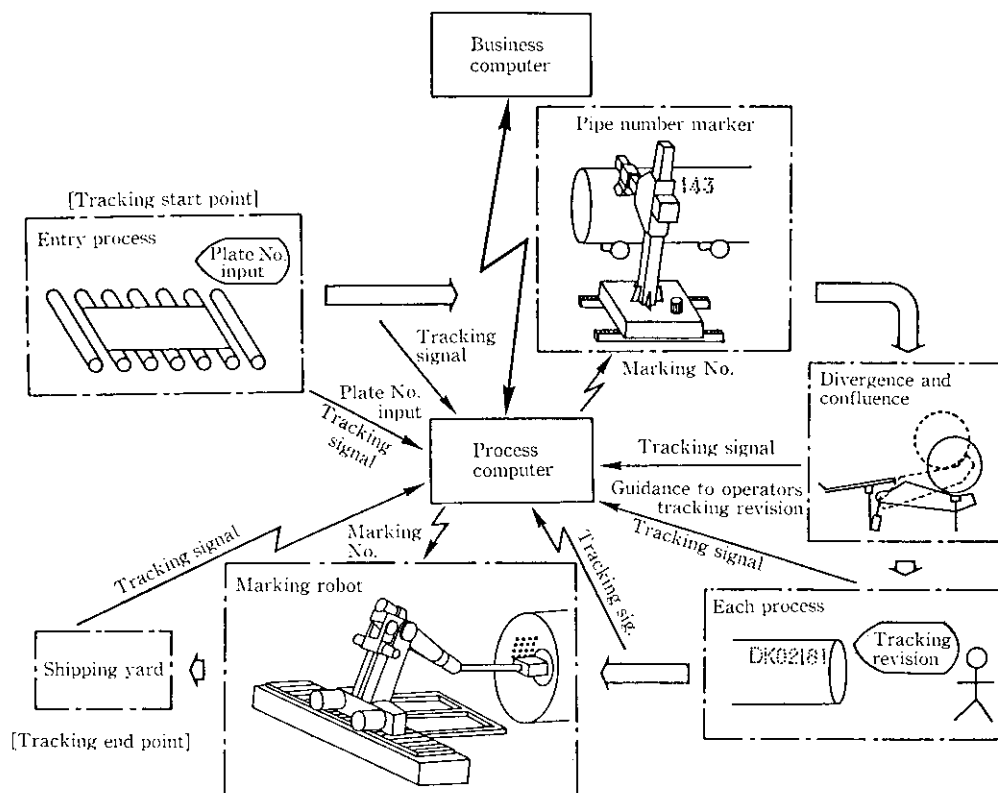 Business
computer
Pipe number marker
143
[Tracking start point]
Entry process
Plate No.
input
Tracking
signal
Plate No.
input
Tracking
signal
Marking No.
Divergence and
confluence
Process
computer
Tracking signal
Guidance to operators
tracking revision
Tracking signal
Tracking signal
Marking
No.
Tracking sig.
Marking robot
Each process
DK02181
Tracking
revision
Shipping yard
[Tracking end point]